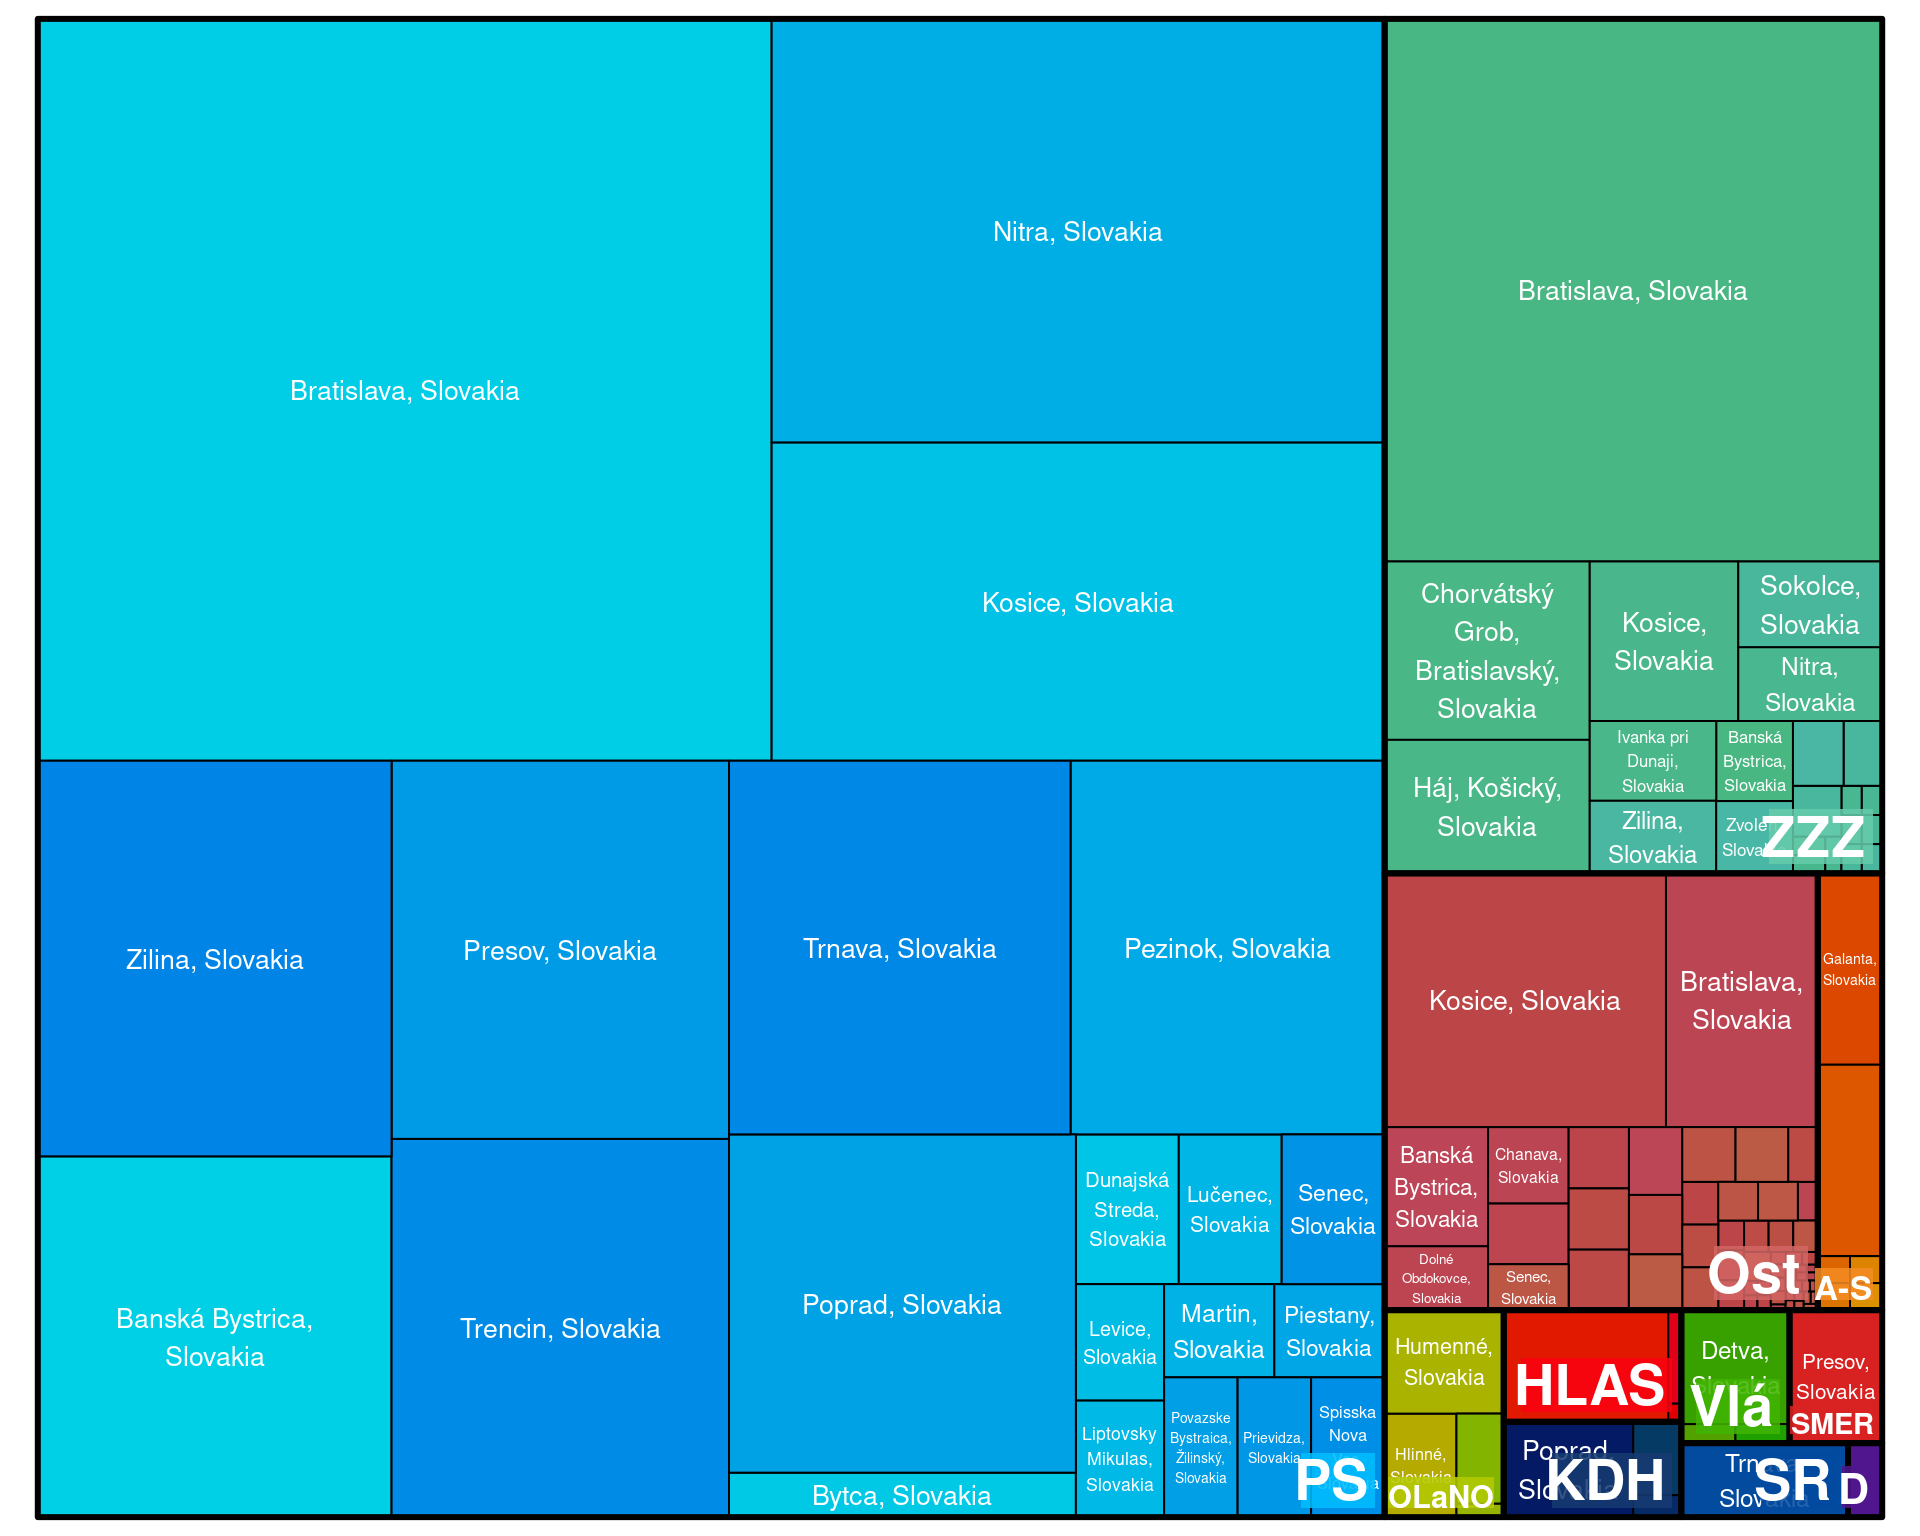 Bratislava, Slovakia
Nitra, Slovakia
Kosice, Slovakia
Zilina, Slovakia
Banská Bystrica,
Slovakia
Presov, Slovakia
Trencin, Slovakia
Trnava, Slovakia
Pezinok, Slovakia
Poprad, Slovakia
Bytca, Slovakia
Dunajská
Streda,
Slovakia
Lučenec,
Slovakia
Senec,
Slovakia
Levice,
Slovakia
Martin,
Slovakia
Piestany,
Slovakia
Liptovsky
Mikulas,
Slovakia
Povazske
Bystraica,
Žilinský,
Slovakia
Prievidza,
Slovakia
Spisska
Nova
PS
Bratislava, Slovakia
Chorvátský
Grob,
Bratislavský,
Slovakia
Háj, Košický,
Slovakia
Kosice,
Slovakia
Sokolce,
Slovakia
Nitra,
Slovakia
Ivanka pri
Dunaji,
Slovakia
Banská
Bystrica,
Slovakia
Zilina,
Slovakia
ZZZ
Kosice, Slovakia
Bratislava,
Slovakia
Banská
Bystrica,
Slovakia
Dolné
Obdokovce,
Slovakia
Chanava,
Slovakia
Senec,
Slovakia
Ost
Galanta,
Slovakia
A-S
Humenné,
Slovakia
Hlinné,
Slovakia
OLaNO
HLAS
Poprad
KDH
Detva,
Slovakia
Vlá
Presov,
Slovakia
SMER
SR
D